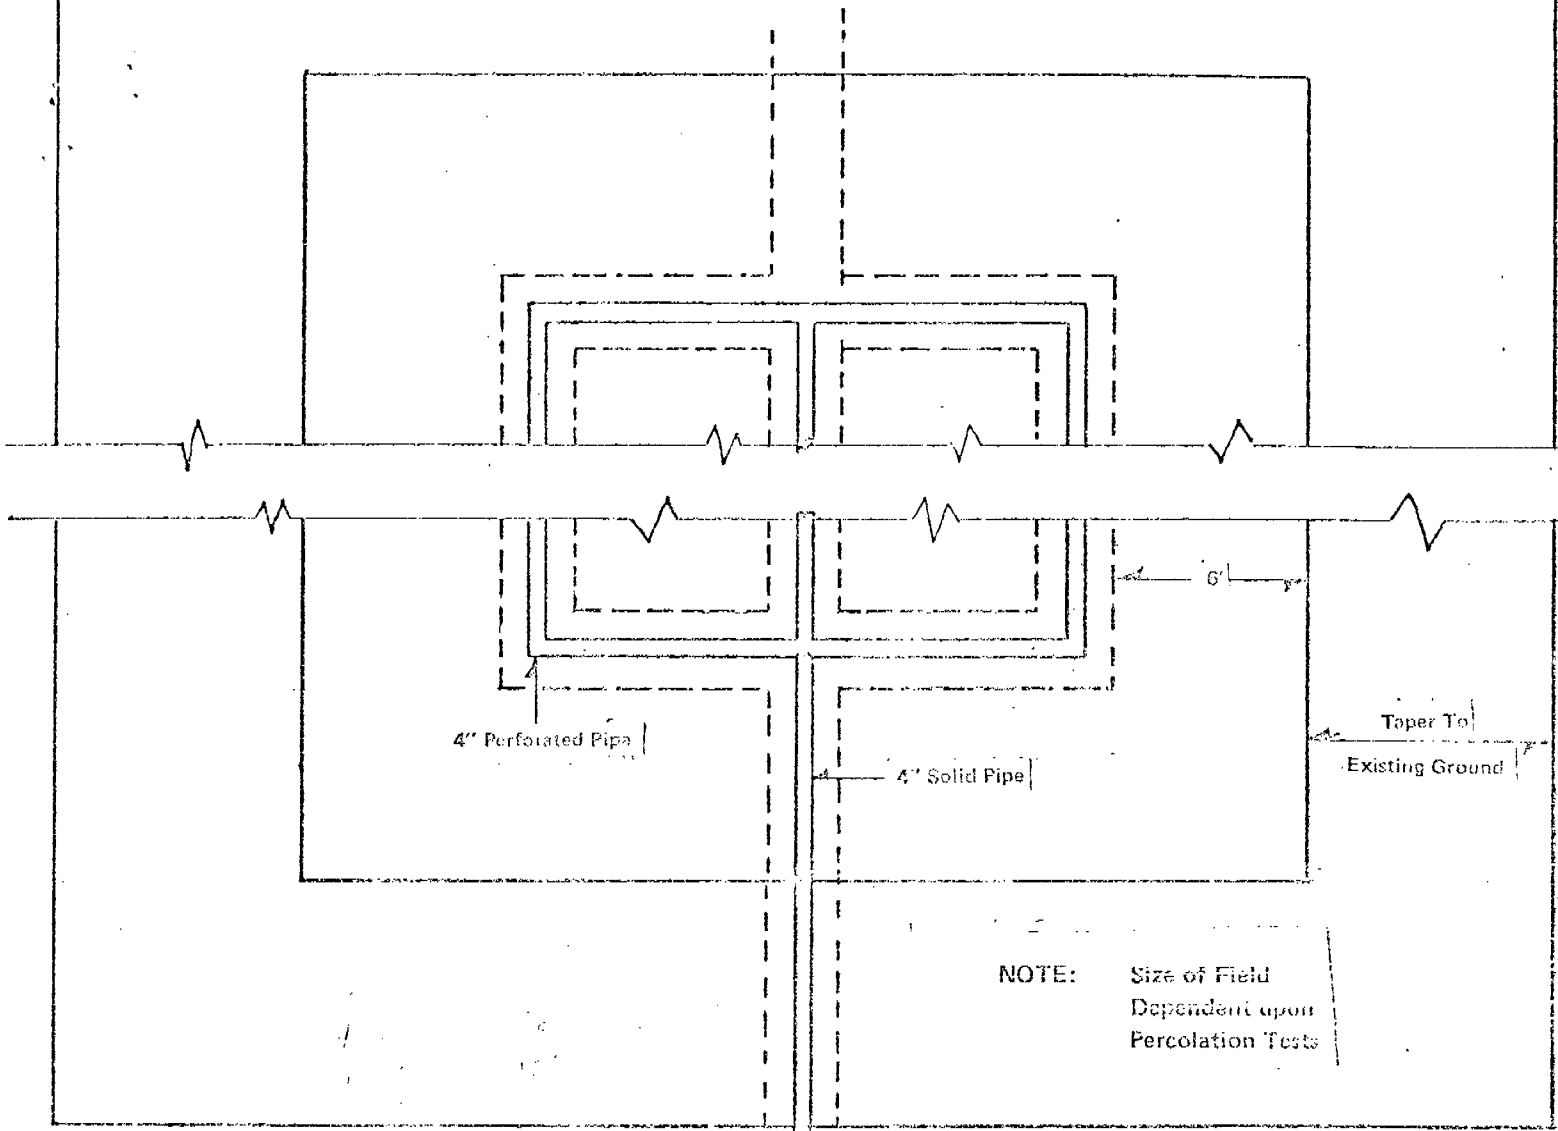 6'
4" Perforated Pipe
Taper To
Existing Ground
4" Solid Pipe
NOTE: Size of Field
Dependent upon
Percolation Tests